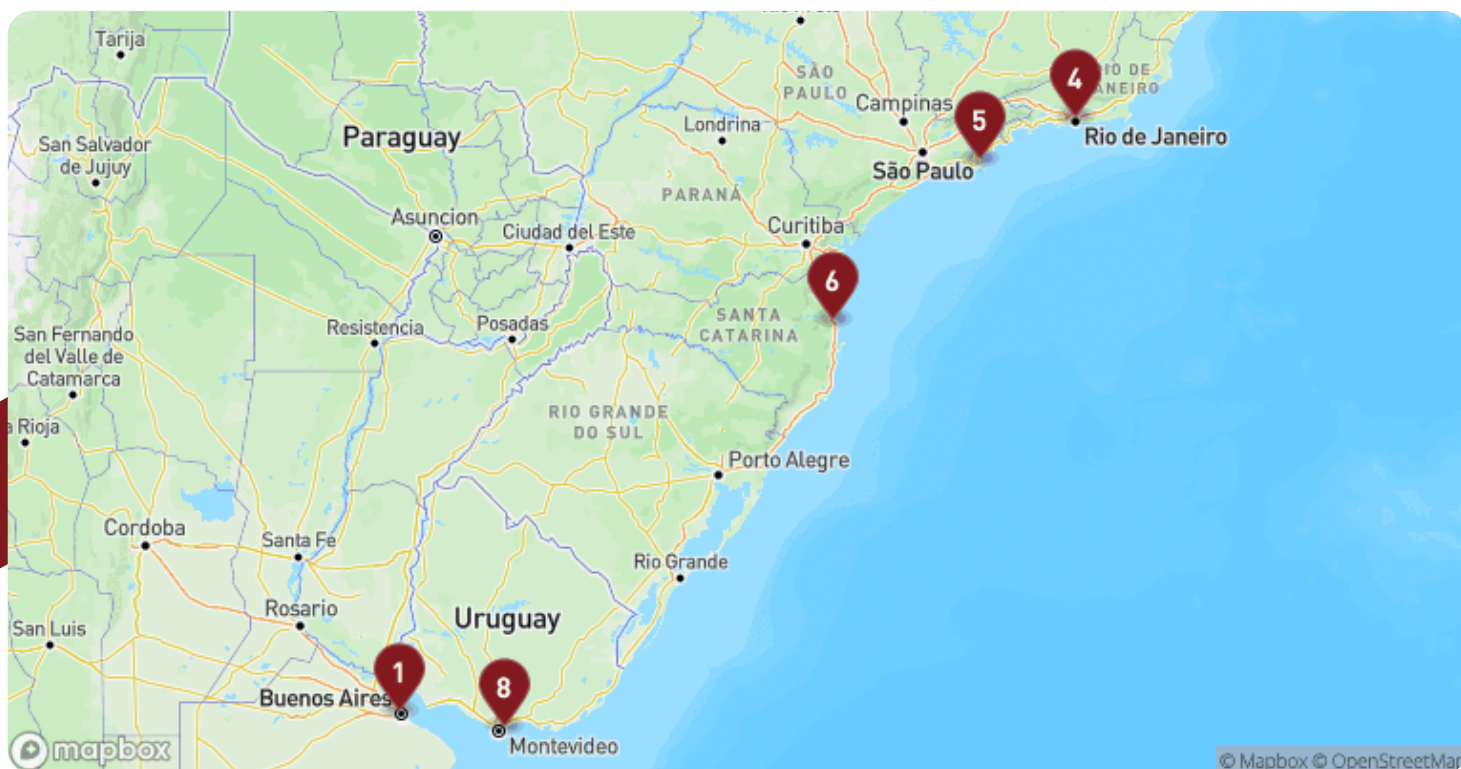 Tarija
SÃO
PAULO
RIO DE
JANEIRO
4
Campinas
5
Paraguay
Londrina
Rio de Janeiro
San Salvador
de Jujuy
São Paulo
PARANÁ
Asuncion
Ciudad del Este
Curitiba
6
Resistencia
Posadas
SANTA
CATARINA
San Fernando
del Valle de
Catamarca
RIO GRANDE
DO SUL
a Rioja
Porto Alegre
Cordoba
Santa Fe
Rio Grande
Rosario
Uruguay
San Luis
1
8
Buenos Aires
Montevideo
mapbox
© Mapbox © OpenStreetMap